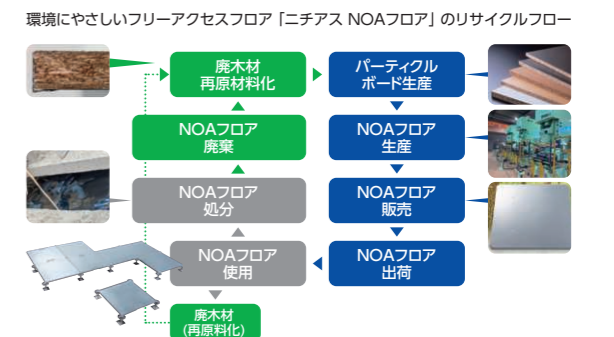 環境にやさしいフリーアクセスフロア「ニチアス NOAフロア」のリサイクルフロー
廃木材
再原材料化
パーティクル
ボード生産
NOAフロア
廃棄
NOAフロア
生産
NOAフロア
処分
NOAフロア
販売
NOAフロア
使用
NOAフロア
出荷
廃木材
(再原料化)